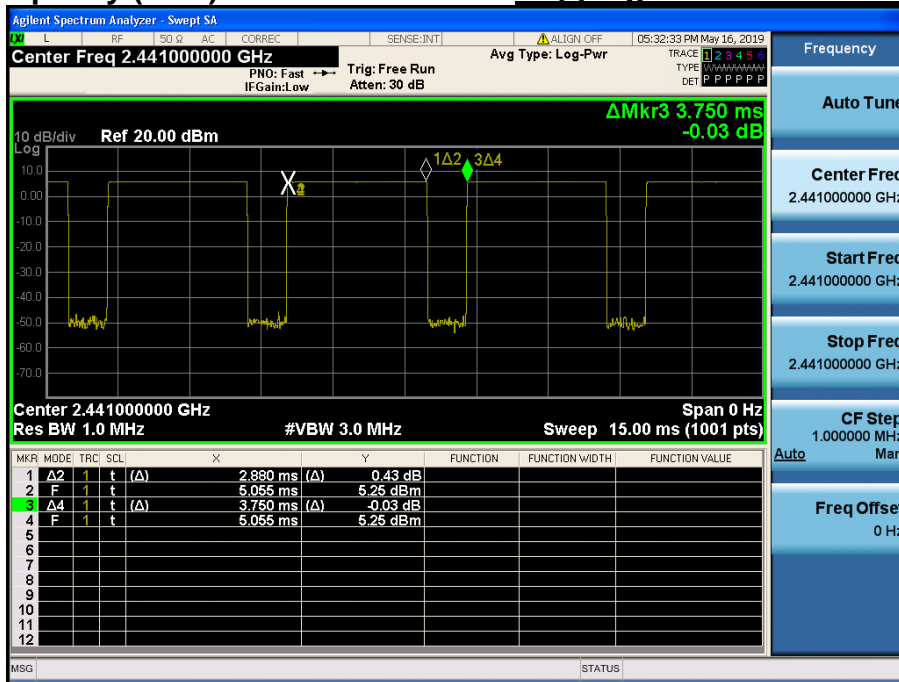 Agilent Spectrum Analyzer - Swept SA
LXI L RF 50 Ω AC CORREC SENSE:INT ALIGN OFF 05:32:33 PM May 16, 2019
Center Freq 2.441000000 GHz
PNO: Fast
IFGain:Low
Trig: Free Run
Atten: 30 dB
Avg Type: Log-Pwr
TRACE 1 2 3 4 5 6
TYPE
DET P P P P P P
ΔMkr3 3.750 ms
-0.03 dB
10 dB/div Ref 20.00 dBm
Log
10.0
0.00
-10.0
-20.0
-30.0
-40.0
-50.0
-60.0
-70.0
1Δ2
3Δ4
Center 2.441000000 GHz Span 0 Hz
Res BW 1.0 MHz #VBW 3.0 MHz Sweep 15.00 ms (1001 pts)
MKR MODE TRC SCL X Y FUNCTION FUNCTION WIDTH FUNCTION VALUE
1 Δ2 1 t (Δ) 2.880 ms (Δ) 0.43 dB
2 F 1 t 5.055 ms 5.25 dBm
3 Δ4 1 t (Δ) 3.750 ms (Δ) -0.03 dB
4 F 1 t 5.055 ms 5.25 dBm
5
6
7
8
9
10
11
12
MSG STATUS
Frequency
Auto Tune
Center Freq
2.441000000 GHz
Start Freq
2.441000000 GHz
Stop Freq
2.441000000 GHz
CF Step
1.000000 MHz
Auto Man
Freq Offset
0 Hz